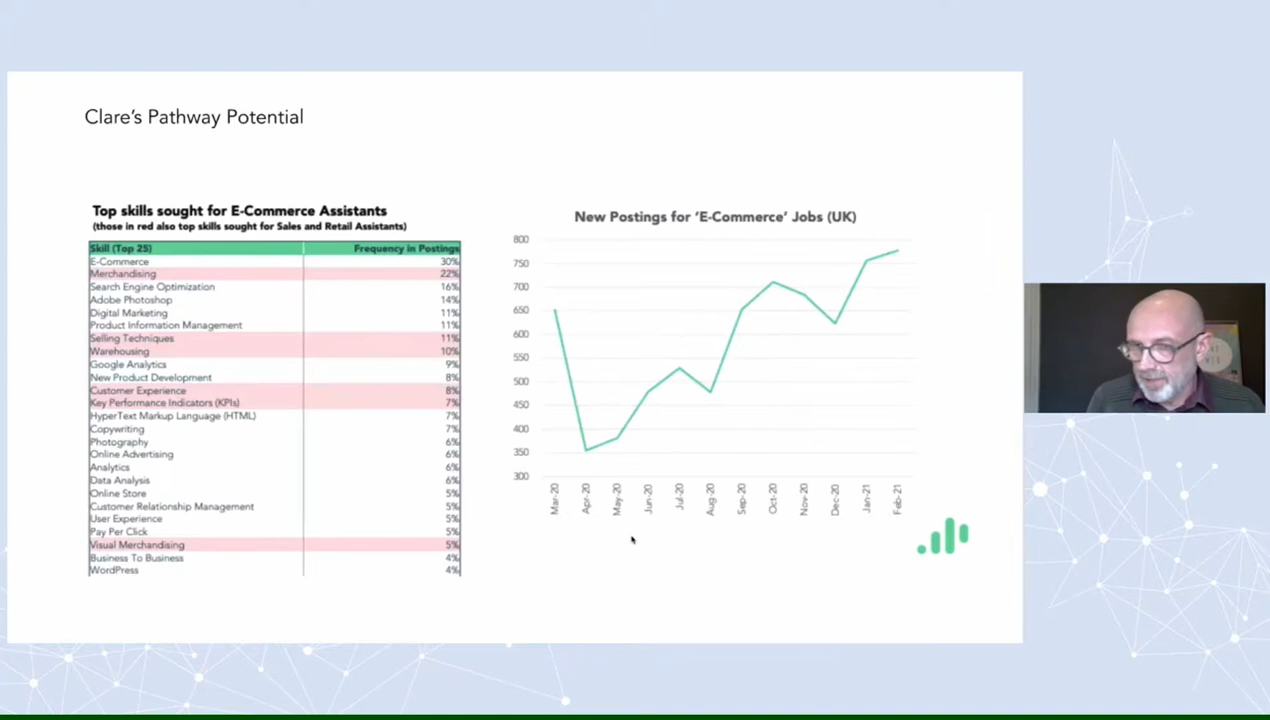 Clare's Pathway Potential
Top skills sought for E-Commerce Assistants
(those in red also top skills sought for Sales and Retail Assistants)
Skill (Top 25) Frequency in Postings
E-Commerce 30%
Merchandising 22%
Search Engine Optimization 16%
Adobe Photoshop 14%
Digital Marketing 11%
Product Information Management 11%
Selling Techniques 11%
Warehousing 10%
Google Analytics 9%
New Product Development 8%
Customer Experience 8%
Key Performance Indicators (KPIs) 7%
HyperText Markup Language (HTML) 7%
Copywriting 7%
Photography 6%
Online Advertising 6%
Analytics 6%
Data Analysis 6%
Online Store 5%
Customer Relationship Management 5%
User Experience 5%
Pay Per Click 5%
Visual Merchandising 5%
Business To Business 4%
WordPress 4%
New Postings for 'E-Commerce' Jobs (UK)
800
750
700
650
600
550
500
450
400
350
300
Mar-20 Apr-20 May-20 Jun-20 Jul-20 Aug-20 Sep-20 Oct-20 Nov-20 Dec-20 Jan-21 Feb-21